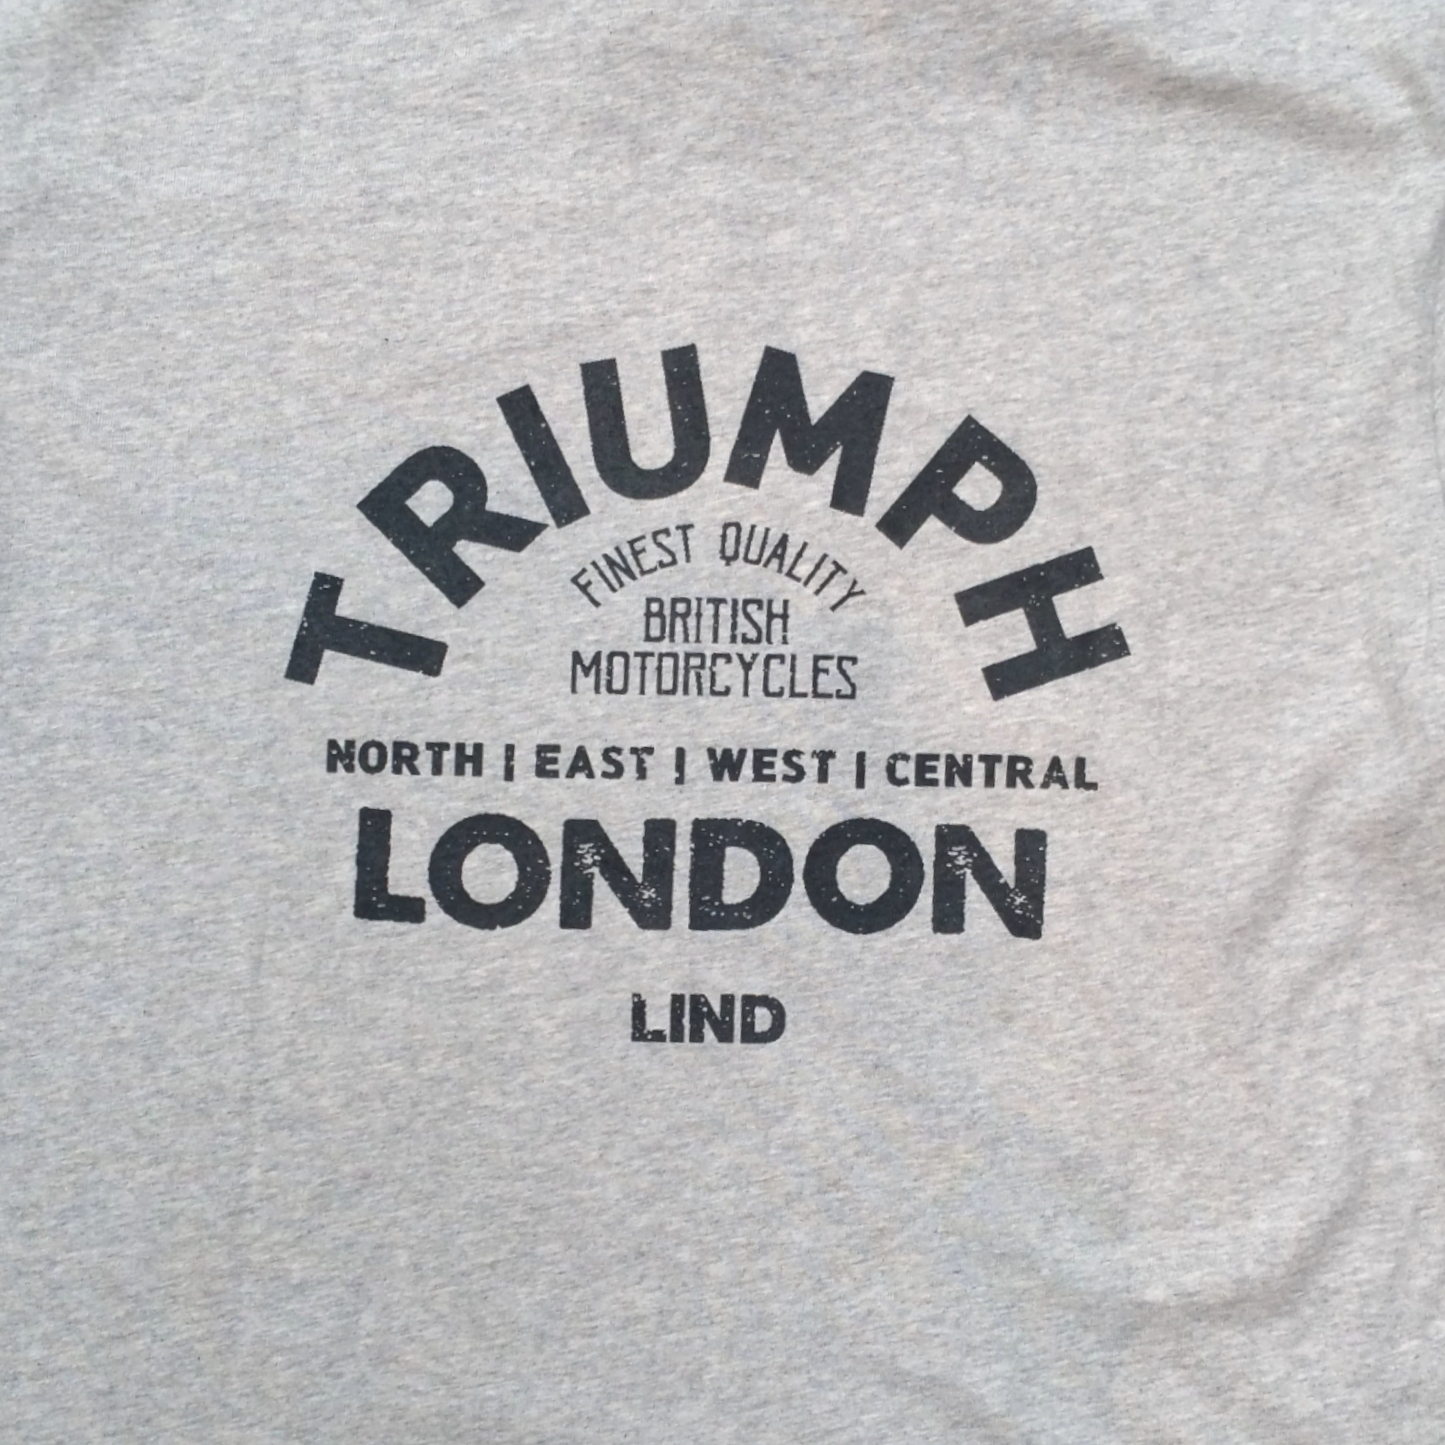 TRIUMPH
FINEST QUALITY
BRITISH
MOTORCYCLES
NORTH | EAST | WEST | CENTRAL
LONDON
LIND